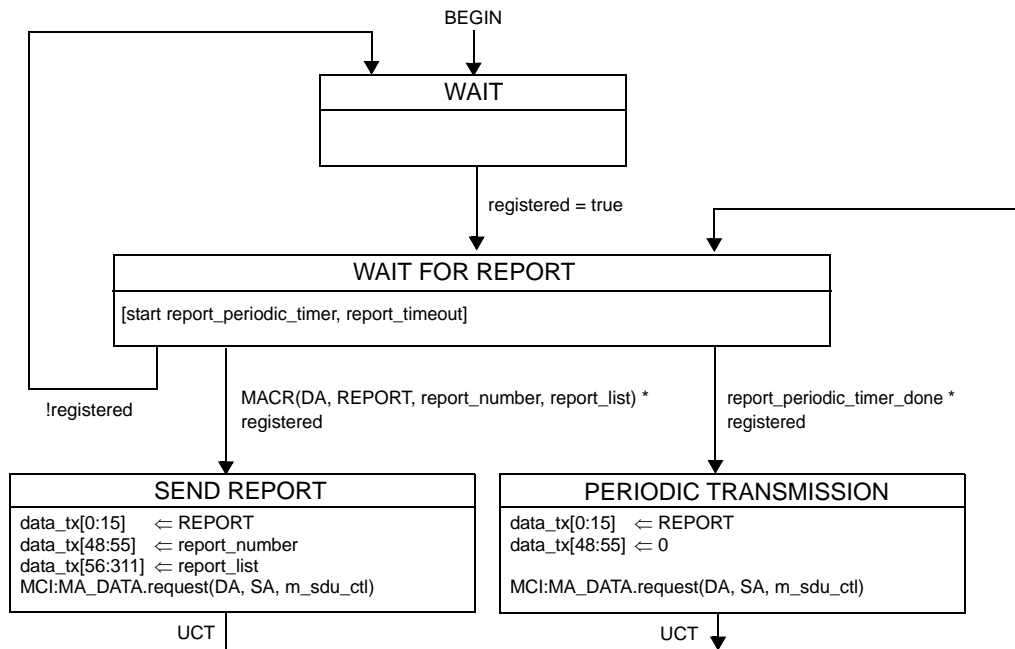 BEGIN
WAIT
registered = true
WAIT FOR REPORT
[start report_periodic_timer, report_timeout]
!registered
MACR(DA, REPORT, report_number, report_list) *
registered
report_periodic_timer_done *
registered
SEND REPORT
data_tx[0:15] ⇐ REPORT
data_tx[48:55] ⇐ report_number
data_tx[56:311] ⇐ report_list
MCI:MA_DATA.request(DA, SA, m_sdu_ctl)
UCT
PERIODIC TRANSMISSION
data_tx[0:15] ⇐ REPORT
data_tx[48:55] ⇐ 0
MCI:MA_DATA.request(DA, SA, m_sdu_ctl)
UCT